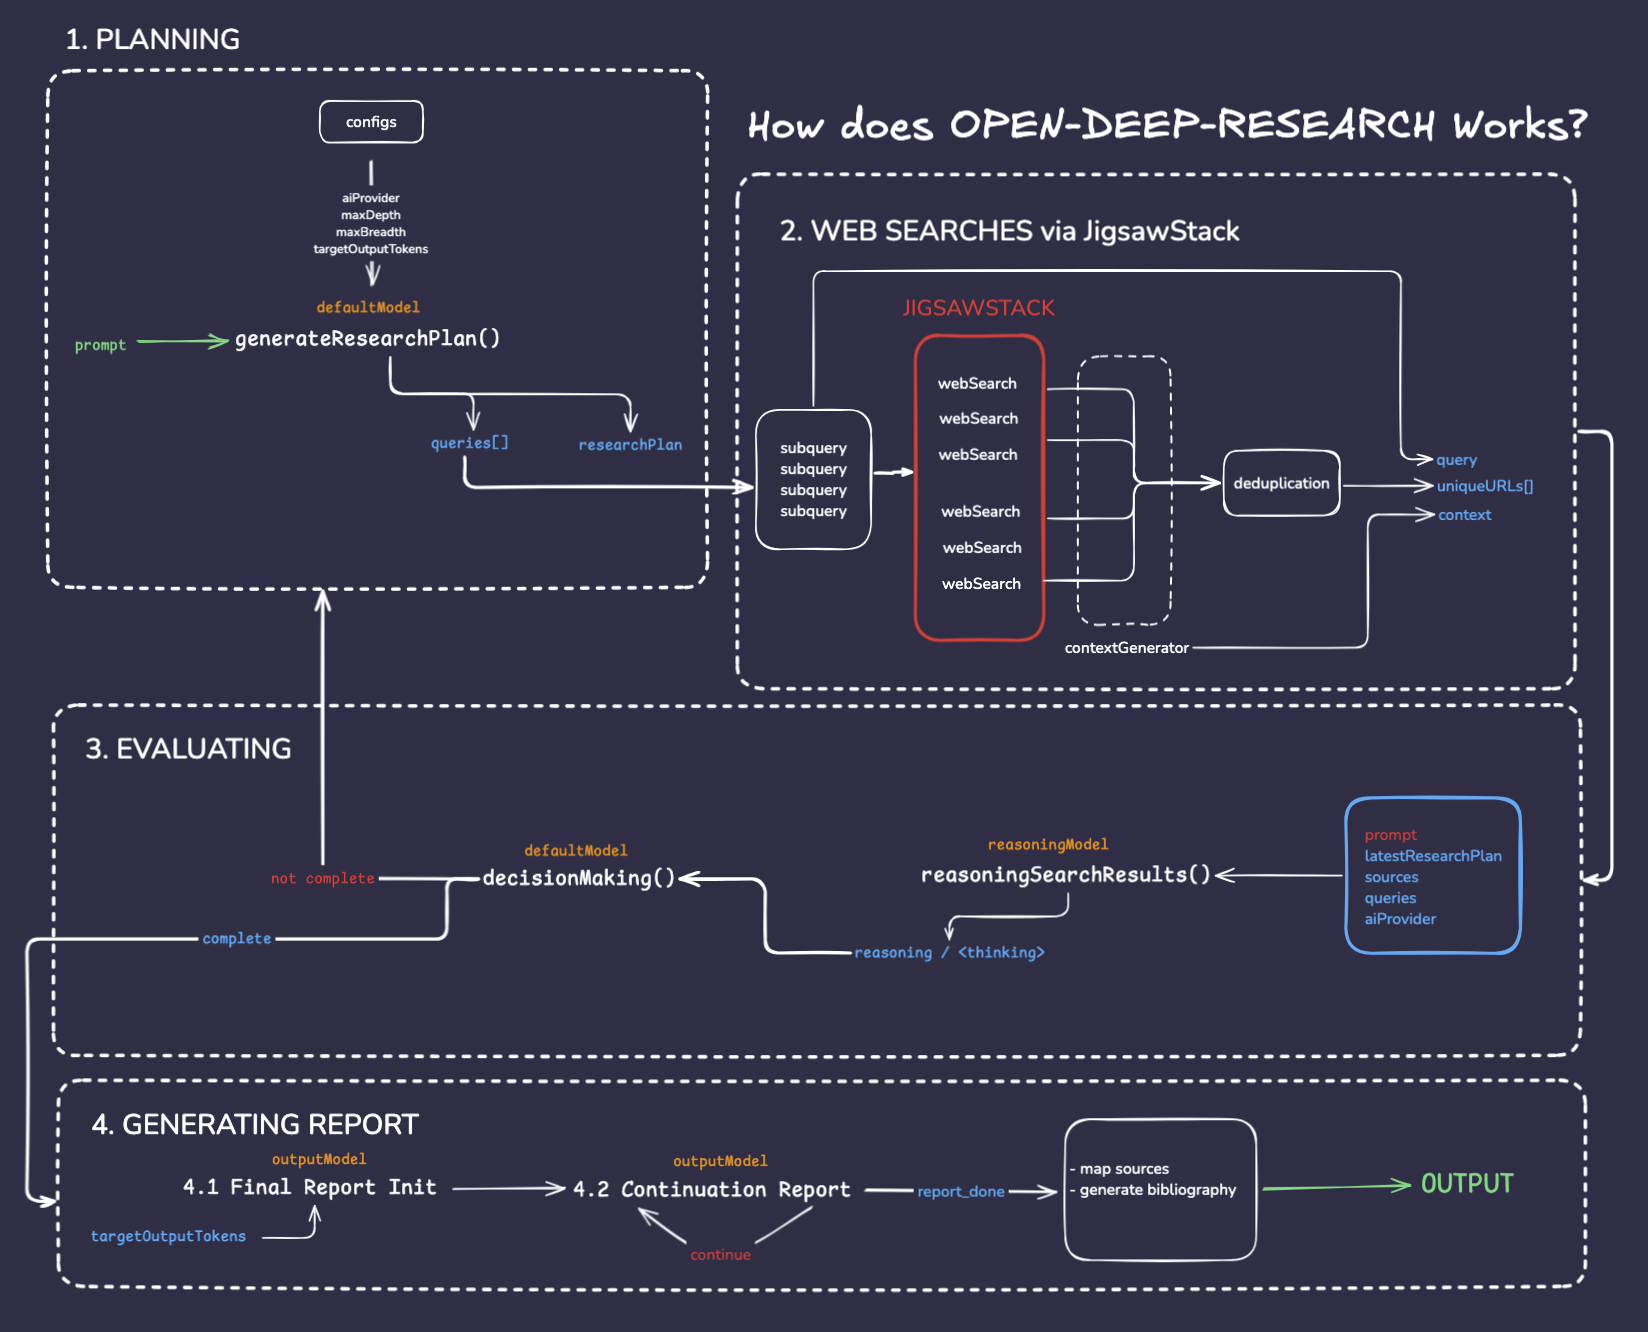 1. PLANNING
configs
aiProvider
maxDepth
maxBreadth
targetOutputTokens
defaultModel
prompt
generateResearchPlan()
queries[]
researchPlan
How does OPEN-DEEP-RESEARCH Works?
2. WEB SEARCHES via JigsawStack
JIGSAWSTACK
subquery
subquery
subquery
subquery
webSearch
webSearch
webSearch
webSearch
webSearch
webSearch
deduplication
query
uniqueURLs[]
context
contextGenerator
3. EVALUATING
prompt
latestResearchPlan
sources
queries
aiProvider
reasoningModel
reasoningSearchResults()
reasoning / <thinking>
defaultModel
decisionMaking()
not complete
complete
4. GENERATING REPORT
outputModel
4.1 Final Report Init
targetOutputTokens
outputModel
4.2 Continuation Report
continue
report_done
- map sources
- generate bibliography
OUTPUT